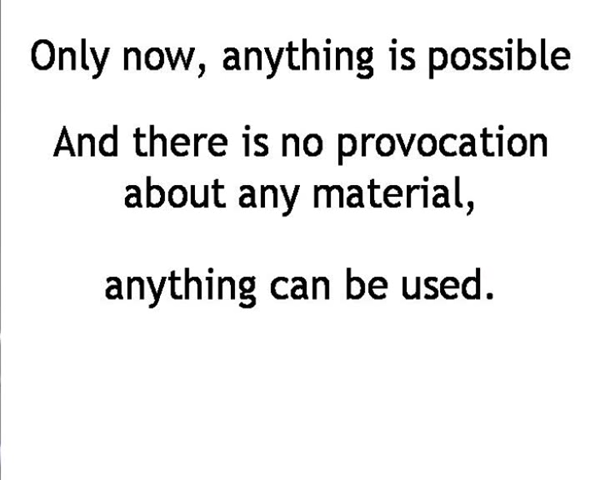 Only now, anything is possible
And there is no provocation
about any material,
anything can be used.